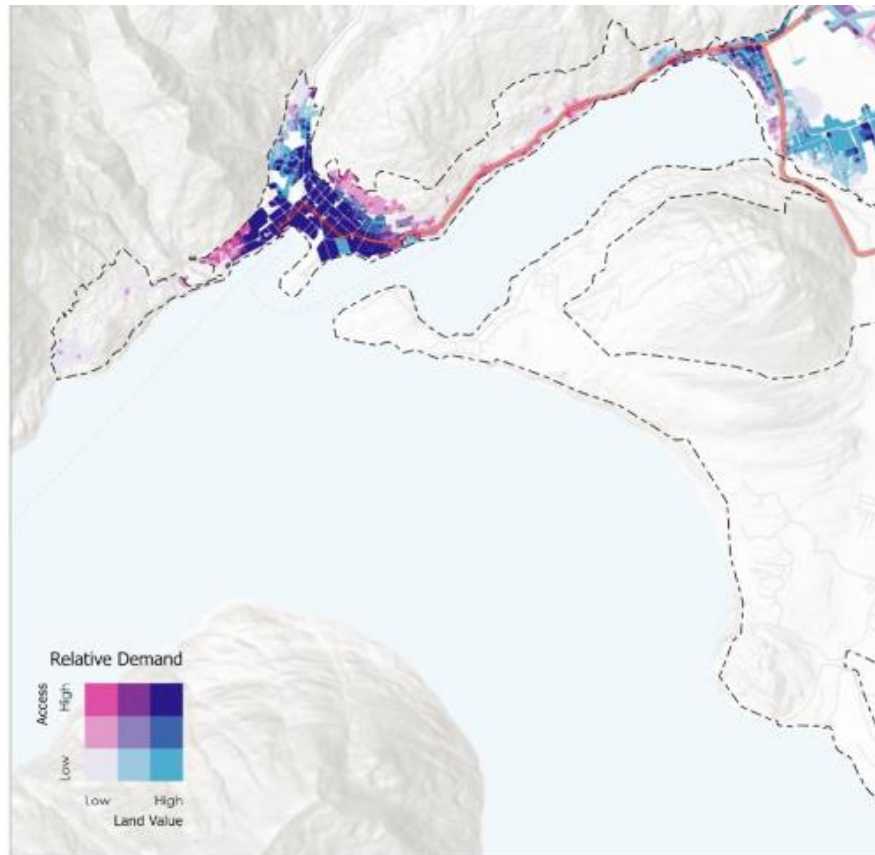 Relative Demand
Access
High
Low
Low
High
Land Value